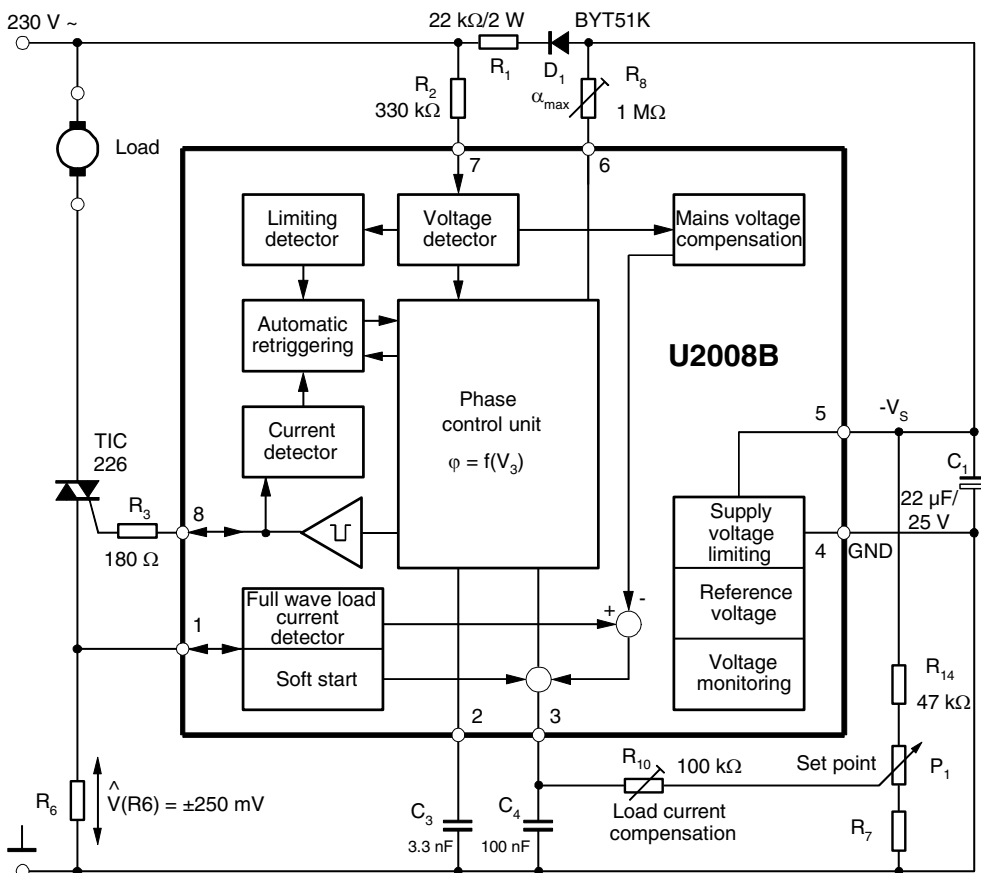 230 V ~
22 kΩ/2 W
BYT51K
R1
D1
R2
330 kΩ
αmax
R8
1 MΩ
Load
7
6
Limiting
detector
Voltage
detector
Mains voltage
compensation
Automatic
retriggering
U2008B
Phase
control unit
φ = f(V3)
Current
detector
5
-VS
TIC
226
C1
22 µF/
25 V
R3
180 Ω
8
Supply
voltage
limiting
4
GND
Reference
voltage
Voltage
monitoring
Full wave load
current
detector
Soft start
+
-
1
R14
47 kΩ
2
3
R10
100 kΩ
Set point
P1
Load current
compensation
R6
^
V(R6) = ±250 mV
C3
3.3 nF
C4
100 nF
R7